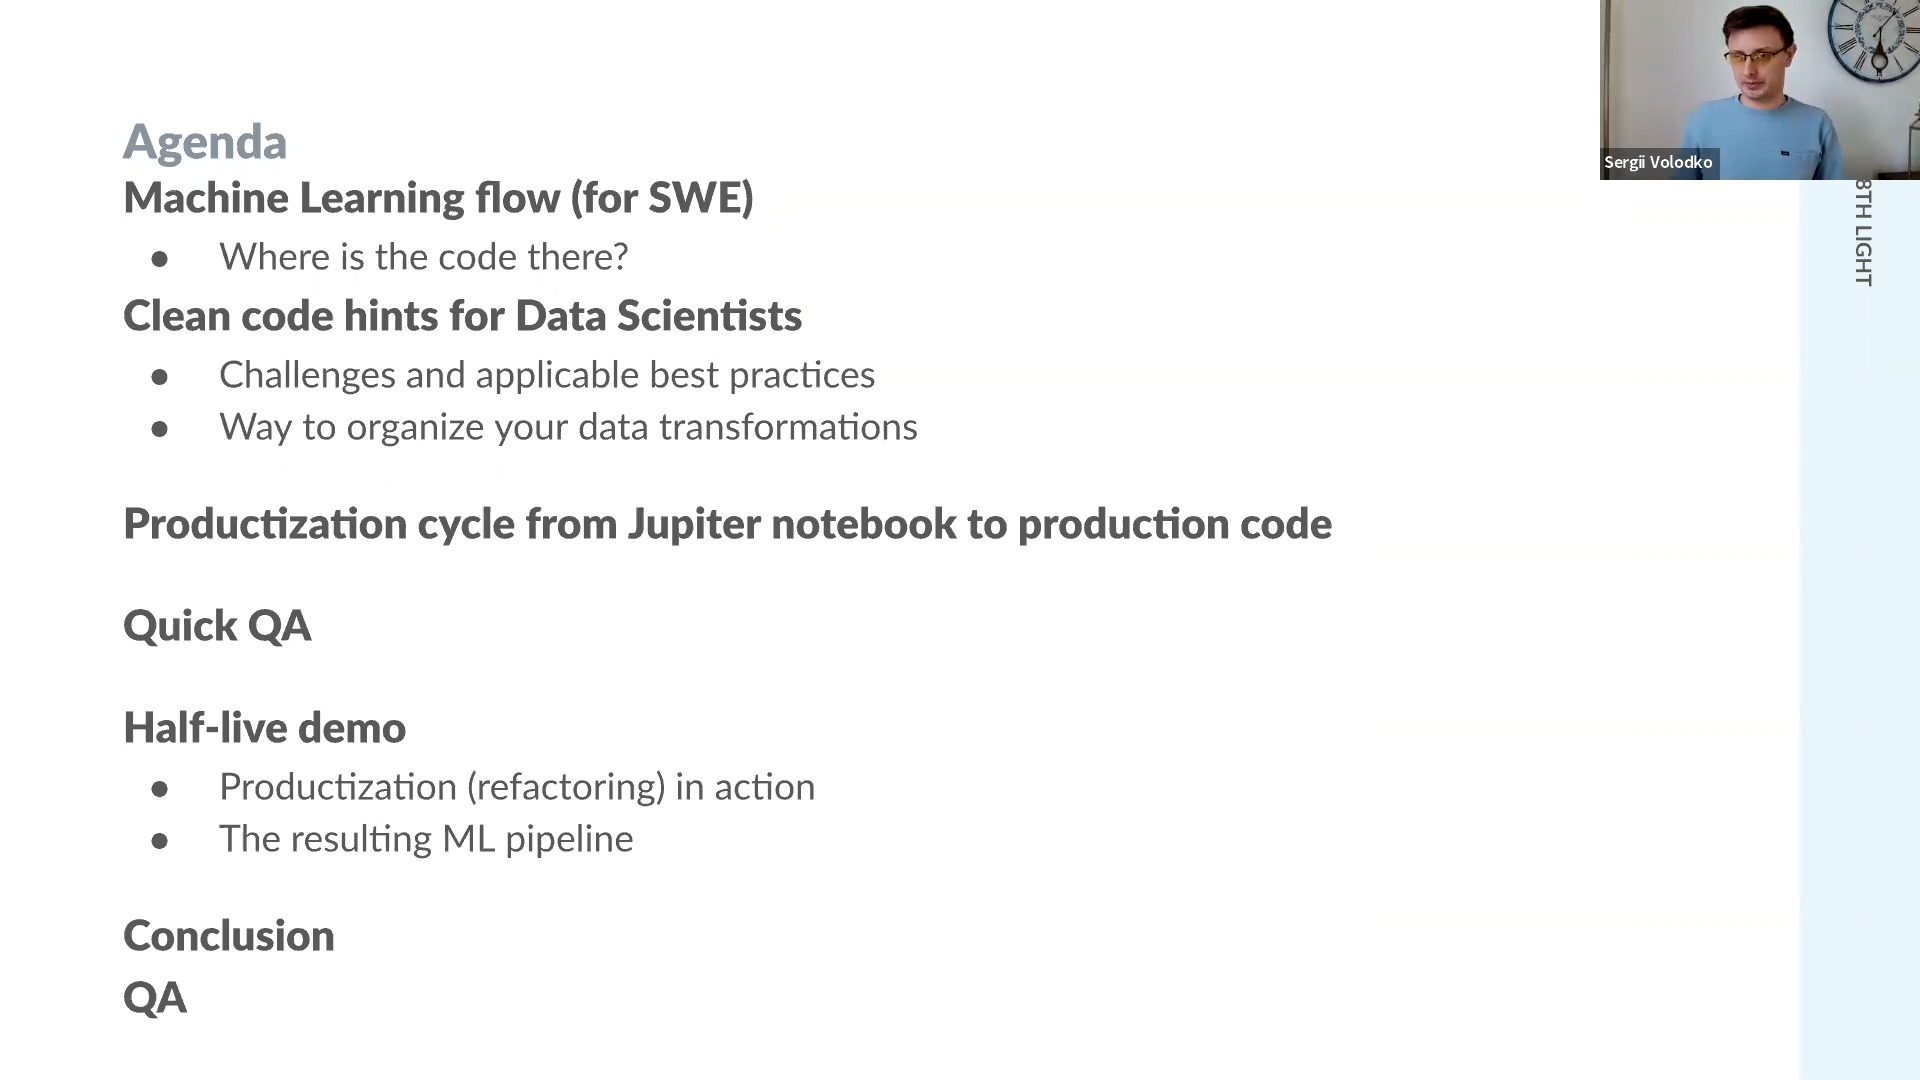 Agenda
Machine Learning flow (for SWE)
● Where is the code there?
Clean code hints for Data Scientists
● Challenges and applicable best practices
● Way to organize your data transformations
Productization cycle from Jupiter notebook to production code
Quick QA
Half-live demo
● Productization (refactoring) in action
● The resulting ML pipeline
Conclusion
QA
Sergii Volodko
8TH LIGHT